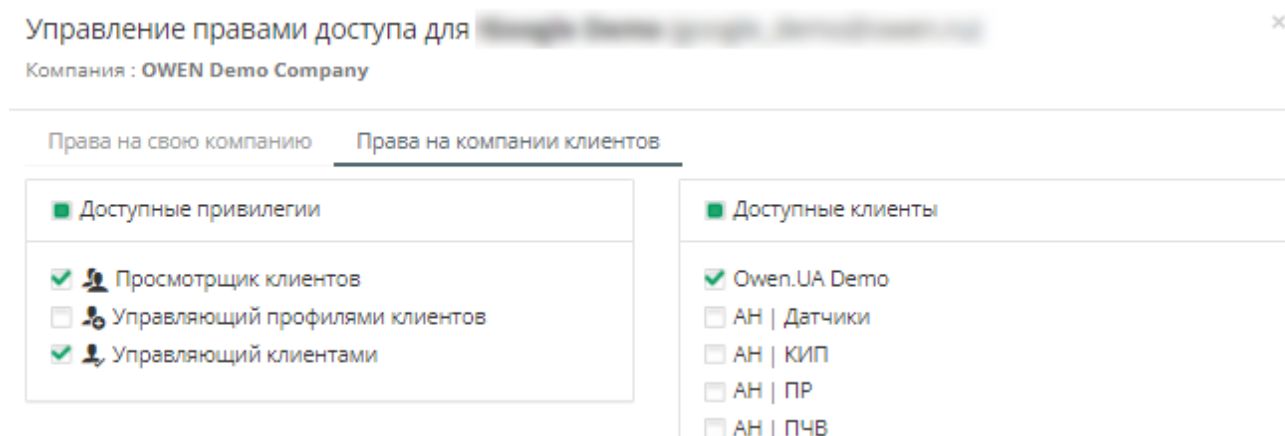 Управление правами доступа для
Компания : OWEN Demo Company
Права на свою компанию Права на компании клиентов
Доступные привилегии
Просмотрщик клиентов
Управляющий профилями клиентов
Управляющий клиентами
Доступные клиенты
Owen.UA Demo
АН | Датчики
АН | КИП
АН | ПР
АН | ПЧВ